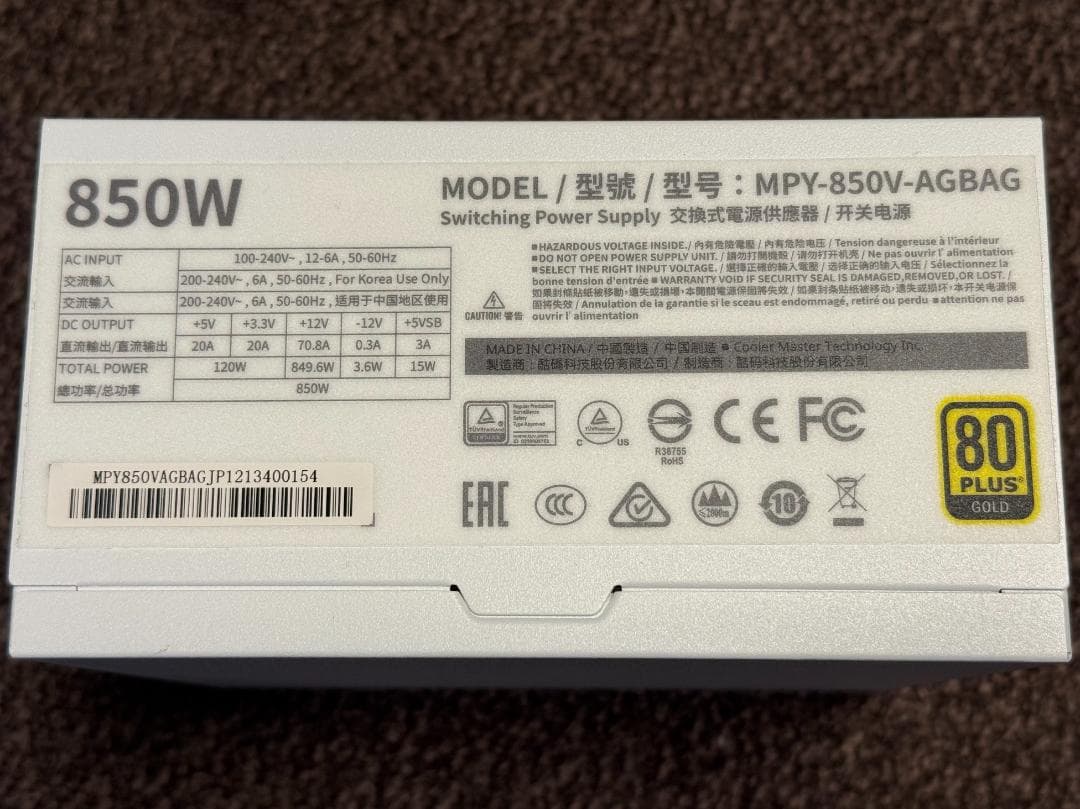 850W
MODEL / 型號 / 型号：MPY-850V-AGBAG
Switching Power Supply 交換式電源供應器 / 开关电源
AC INPUT 100-240V~ , 12-6A , 50-60Hz
交流輸入 200-240V~ , 6A , 50-60Hz , For Korea Use Only
交流输入 200-240V~ , 6A , 50-60Hz , 适用于中国地区使用
DC OUTPUT +5V +3.3V +12V -12V +5VSB
直流輸出/直流输出 20A 20A 70.8A 0.3A 3A
TOTAL POWER 120W 849.6W 3.6W 15W
總功率/总功率 850W
■HAZARDOUS VOLTAGE INSIDE./ 內有危險電壓 / 内有危险电压 / Tension dangereuse à l'intérieur
■DO NOT OPEN POWER SUPPLY UNIT. / 請勿打開機殼 / 请勿打开机壳 / Ne pas ouvrir l' alimentation
■SELECT THE RIGHT INPUT VOLTAGE. / 選擇正確的輸入電壓 / 选择正确的输入电压 / Sélectionnez la
bonne tension d'entrée ■ WARRANTY VOID IF SECURITY SEAL IS DAMAGED,REMOVED,OR LOST. /
如果封條貼紙被移動，遺失或損壞，本開關電源保固將失效 / 如果封条贴纸被移动，遗失或损坏，本开关电源保
固将失效 / Annulation de la garantie si le sceau est endommagé, retiré ou perdu ■attention ne pas
ouvrir l' alimentation
CAUTION! 警告
MADE IN CHINA / 中國製造 / 中国制造 ■ Cooler Master Technology Inc.
製造商：酷碼科技股份有限公司 / 制造商：酷码科技股份有限公司
TÜVRheinland
CERTIFIED
Regular Production
Surveillance
Safety
Type Approved
C TÜVRheinland US
R36755
RoHS
CE FC
EAC CCC
≤2000m
10
80
PLUS
GOLD
MPY850VAGBAGJP1213400154